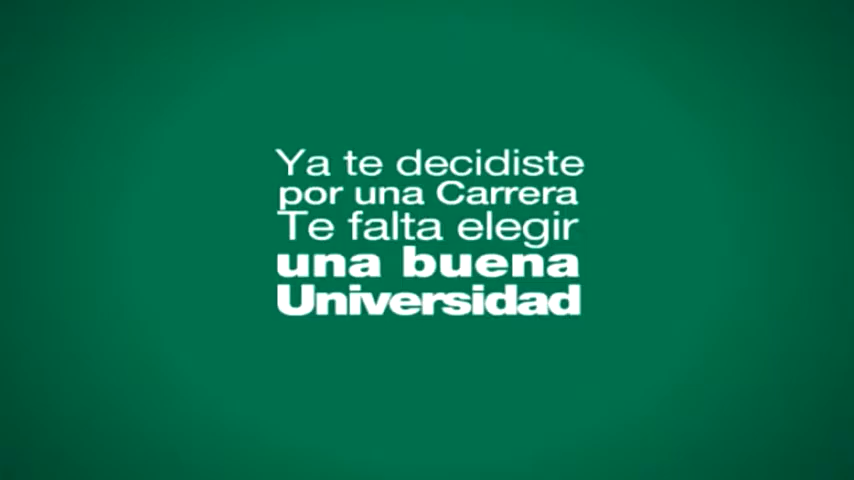 Ya te decidiste
por una Carrera
Te falta elegir
una buena
Universidad